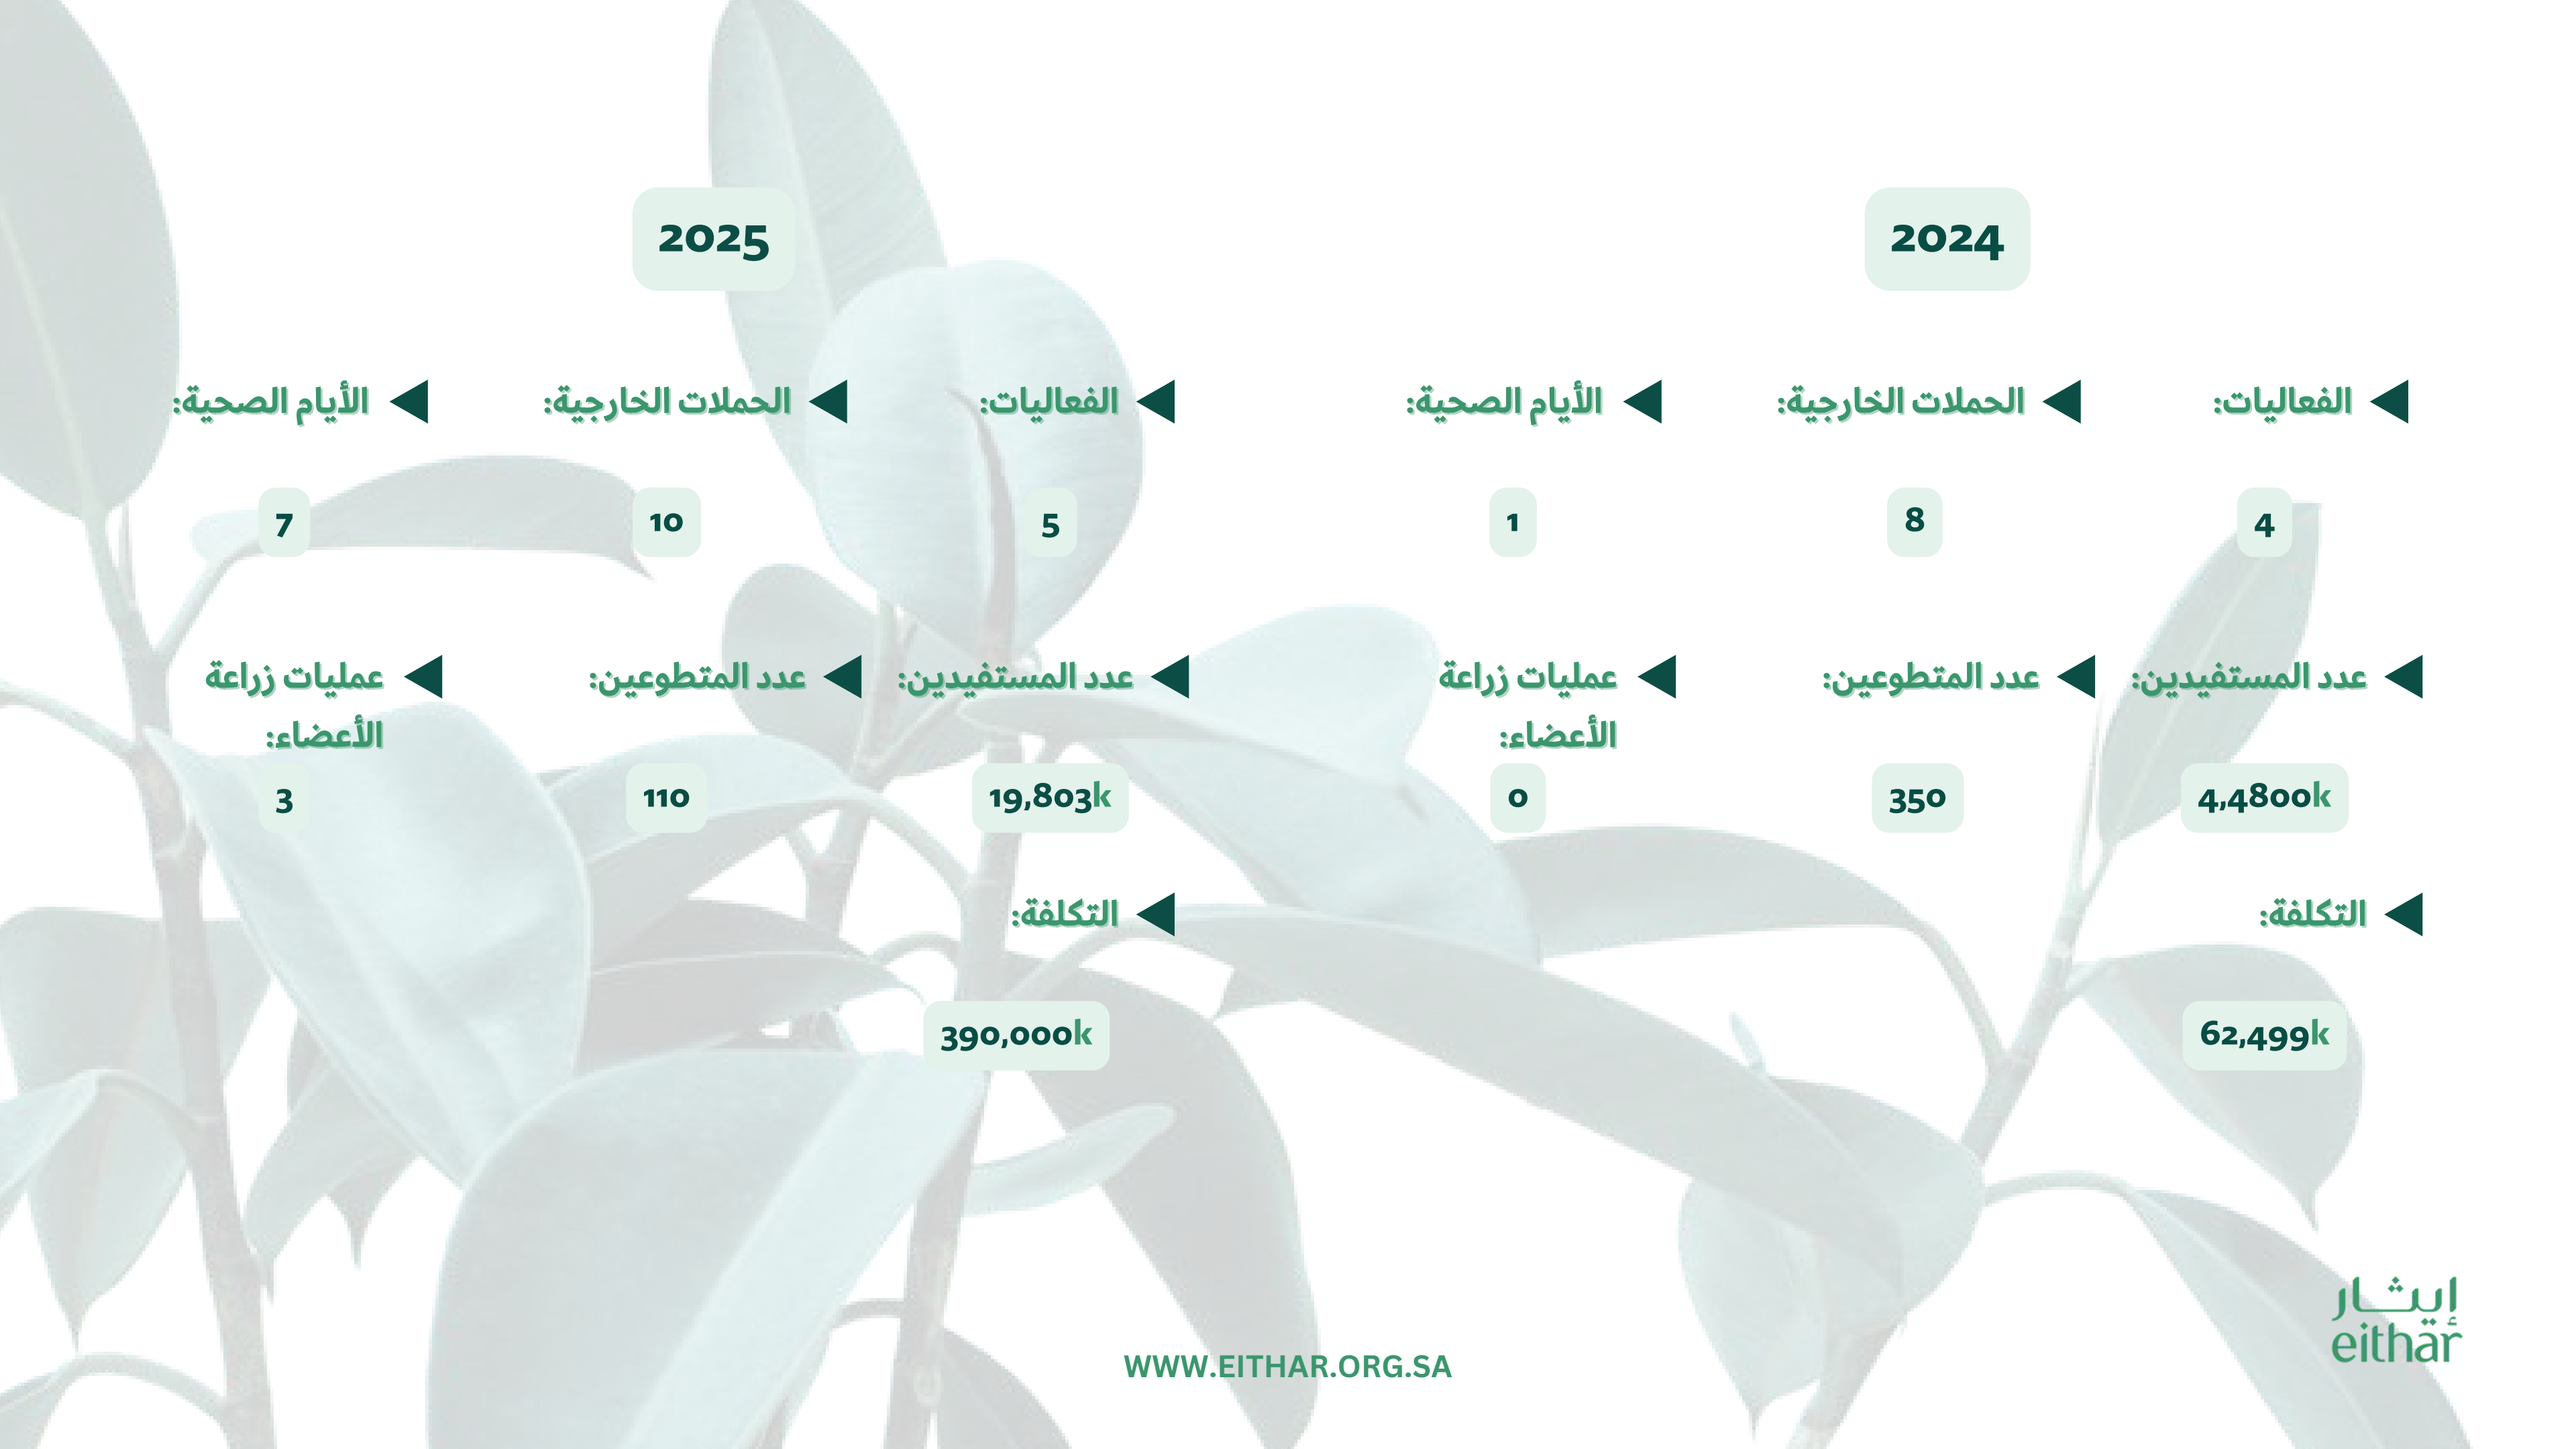 2024
الفعاليات:
الحملات الخارجية:
الأيام الصحية:
4
8
1
عدد المستفيدين:
عدد المتطوعين:
عمليات زراعة
الأعضاء:
4,4800k
350
0
التكلفة:
62,499k
2025
الفعاليات:
الحملات الخارجية:
الأيام الصحية:
5
10
7
عدد المستفيدين:
عدد المتطوعين:
عمليات زراعة
الأعضاء:
19,803k
110
3
التكلفة:
390,000k
WWW.EITHAR.ORG.SA
إيثار
eithar